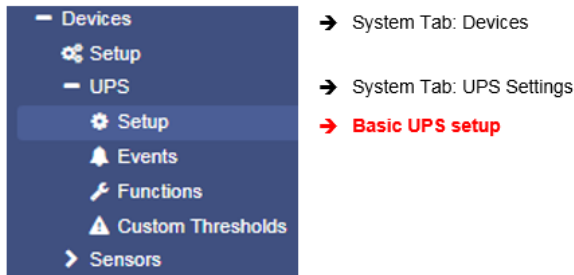 Devices → System Tab: Devices
Setup
UPS → System Tab: UPS Settings
Setup → Basic UPS setup
Events
Functions
Custom Thresholds
Sensors